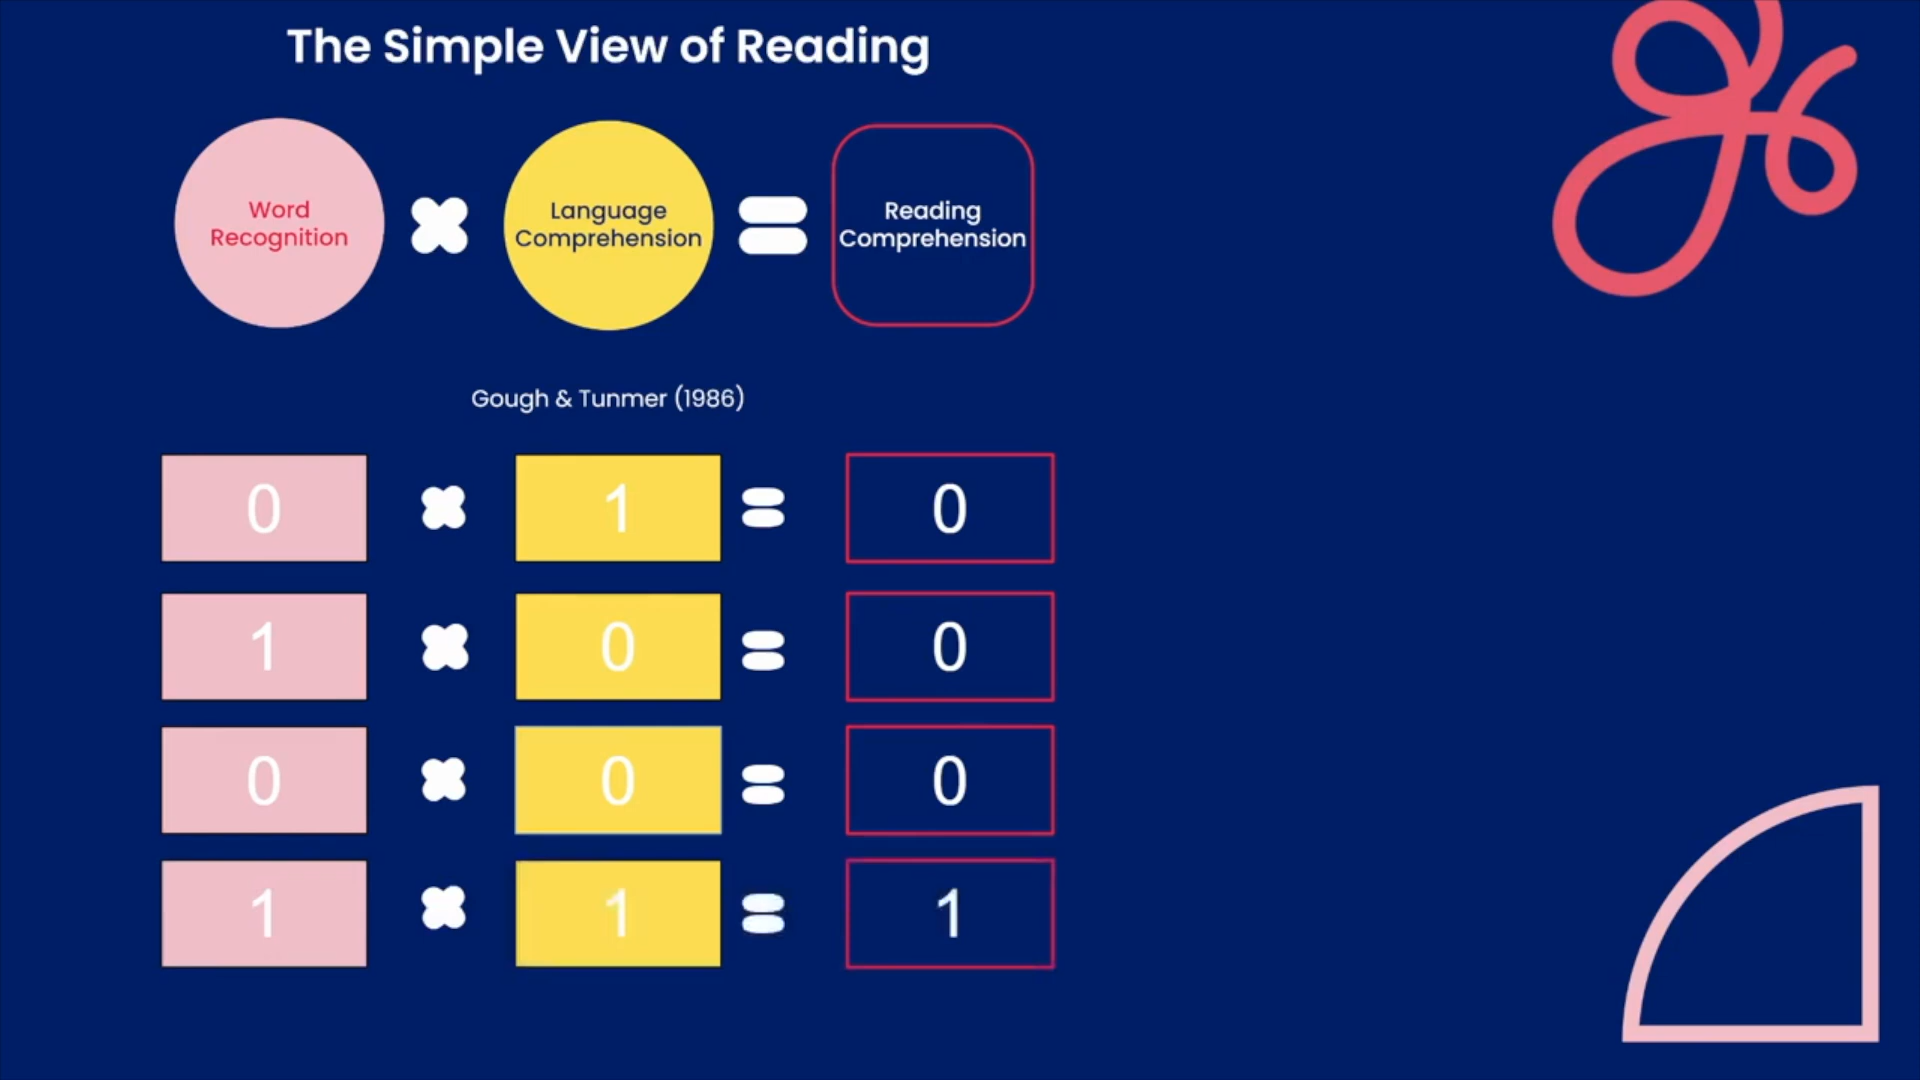 The Simple View of Reading
Word
Recognition
Language
Comprehension
Reading
Comprehension
Gough & Tunmer (1986)
0 1 0
1 0 0
0 0 0
1 1 1